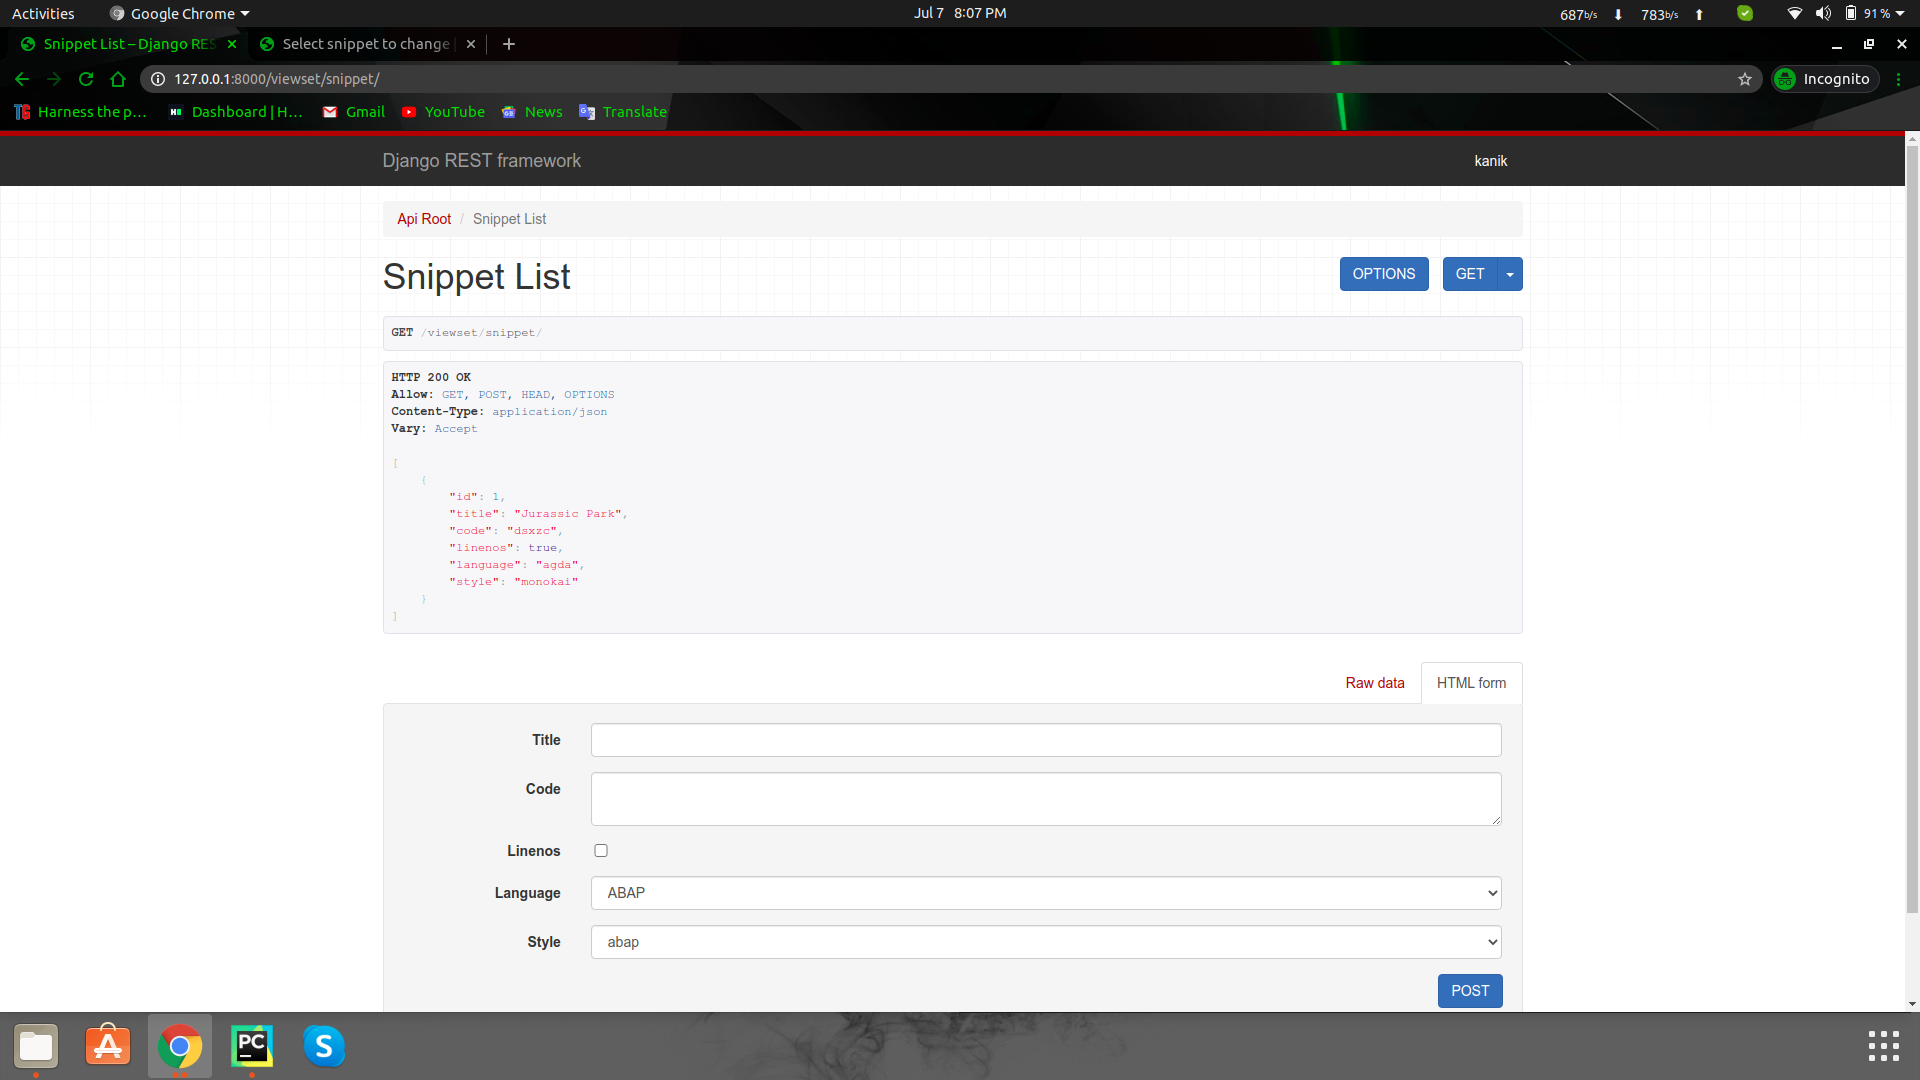 Activities
Google Chrome
Jul 7 8:07 PM
687b/s
783b/s
91 %
Snippet List – Django RES
Select snippet to change
127.0.0.1:8000/viewset/snippet/
Incognito
Harness the p...
Dashboard | H...
Gmail
YouTube
News
Translate
Django REST framework
kanik
Api Root / Snippet List
Snippet List
OPTIONS
GET
GET /viewset/snippet/
HTTP 200 OK
Allow: GET, POST, HEAD, OPTIONS
Content-Type: application/json
Vary: Accept
[
{
"id": 1,
"title": "Jurassic Park",
"code": "dsxzc",
"linenos": true,
"language": "agda",
"style": "monokai"
}
]
Raw data
HTML form
Title
Code
Linenos
Language
ABAP
Style
abap
POST
PC
S